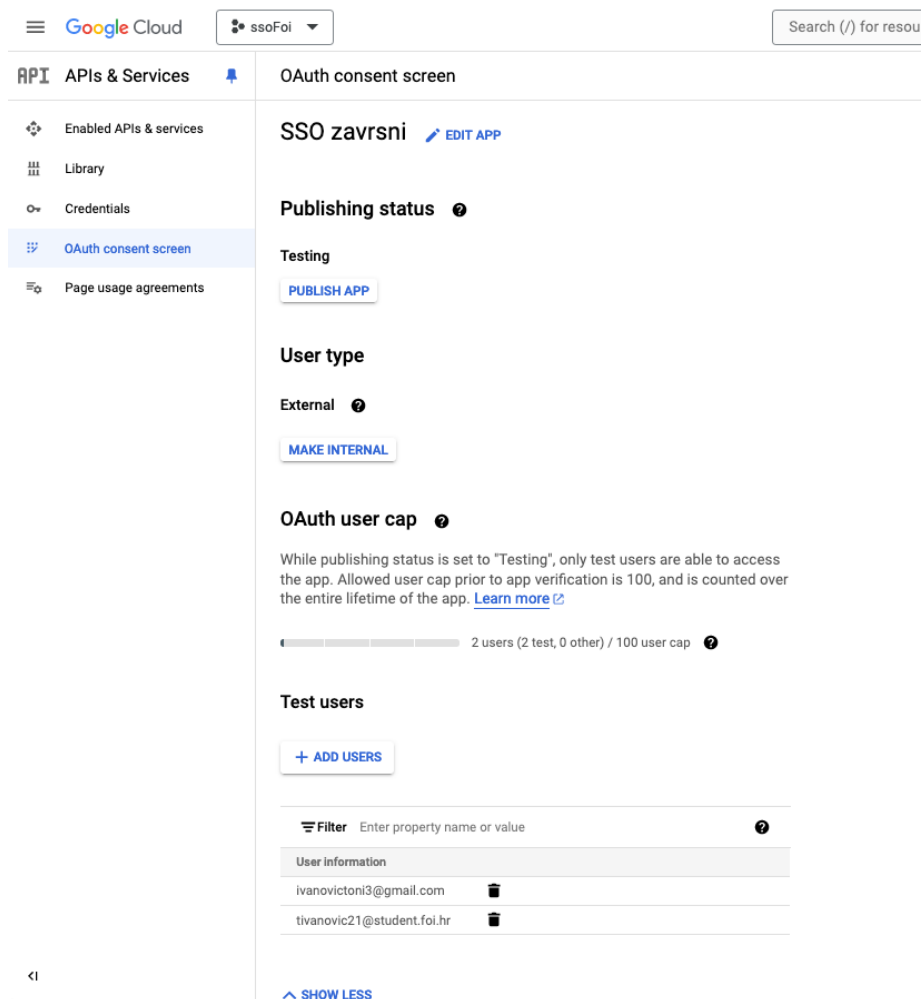 Google Cloud
ssoFoi
Search (/) for resou
API
APIs & Services
OAuth consent screen
Enabled APIs & services
Library
Credentials
OAuth consent screen
Page usage agreements
SSO zavrsni
EDIT APP
Publishing status
Testing
PUBLISH APP
User type
External
MAKE INTERNAL
OAuth user cap
While publishing status is set to "Testing", only test users are able to access
the app. Allowed user cap prior to app verification is 100, and is counted over
the entire lifetime of the app. Learn more
2 users (2 test, 0 other) / 100 user cap
Test users
+ ADD USERS
Filter Enter property name or value
User information
ivanovictoni3@gmail.com
tivanovic21@student.foi.hr
SHOW LESS